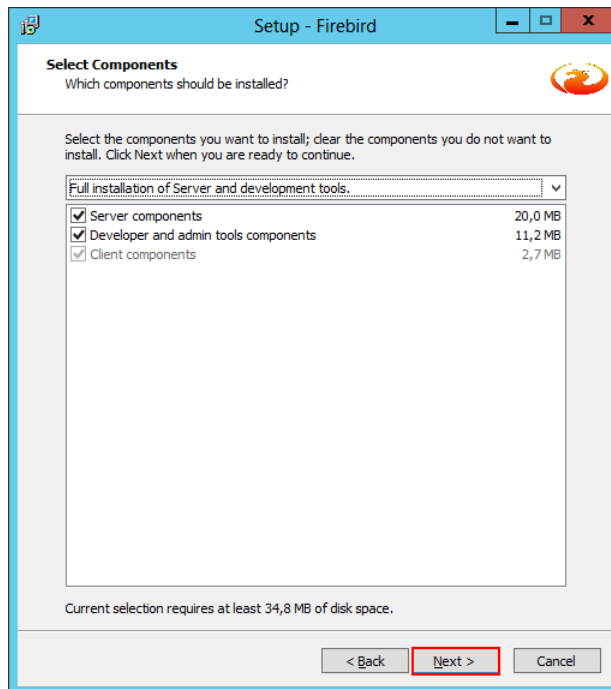 Setup - Firebird
Select Components
Which components should be installed?
Select the components you want to install; clear the components you do not want to
install. Click Next when you are ready to continue.
Full installation of Server and development tools.
Server components 20,0 MB
Developer and admin tools components 11,2 MB
Client components 2,7 MB
Current selection requires at least 34,8 MB of disk space.
< Back Next > Cancel